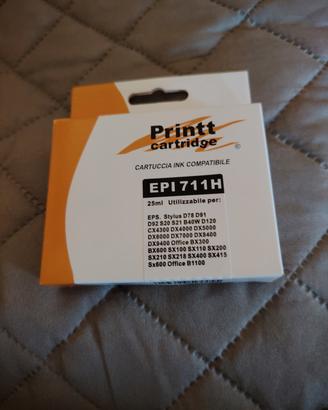 Printt
cartridge
®
CARTUCCIA INK COMPATIBILE
EPI 711H
25ml Utilizzabile per:
EPS. Stylus D78 D91
D92 S20 S21 B40W D120
CX4300 DX4000 DX5000
DX6000 DX7000 DX8400
DX9400 Office BX300
BX600 SX100 SX110 SX200
SX210 SX218 SX400 SX415
Sx600 Office B1100